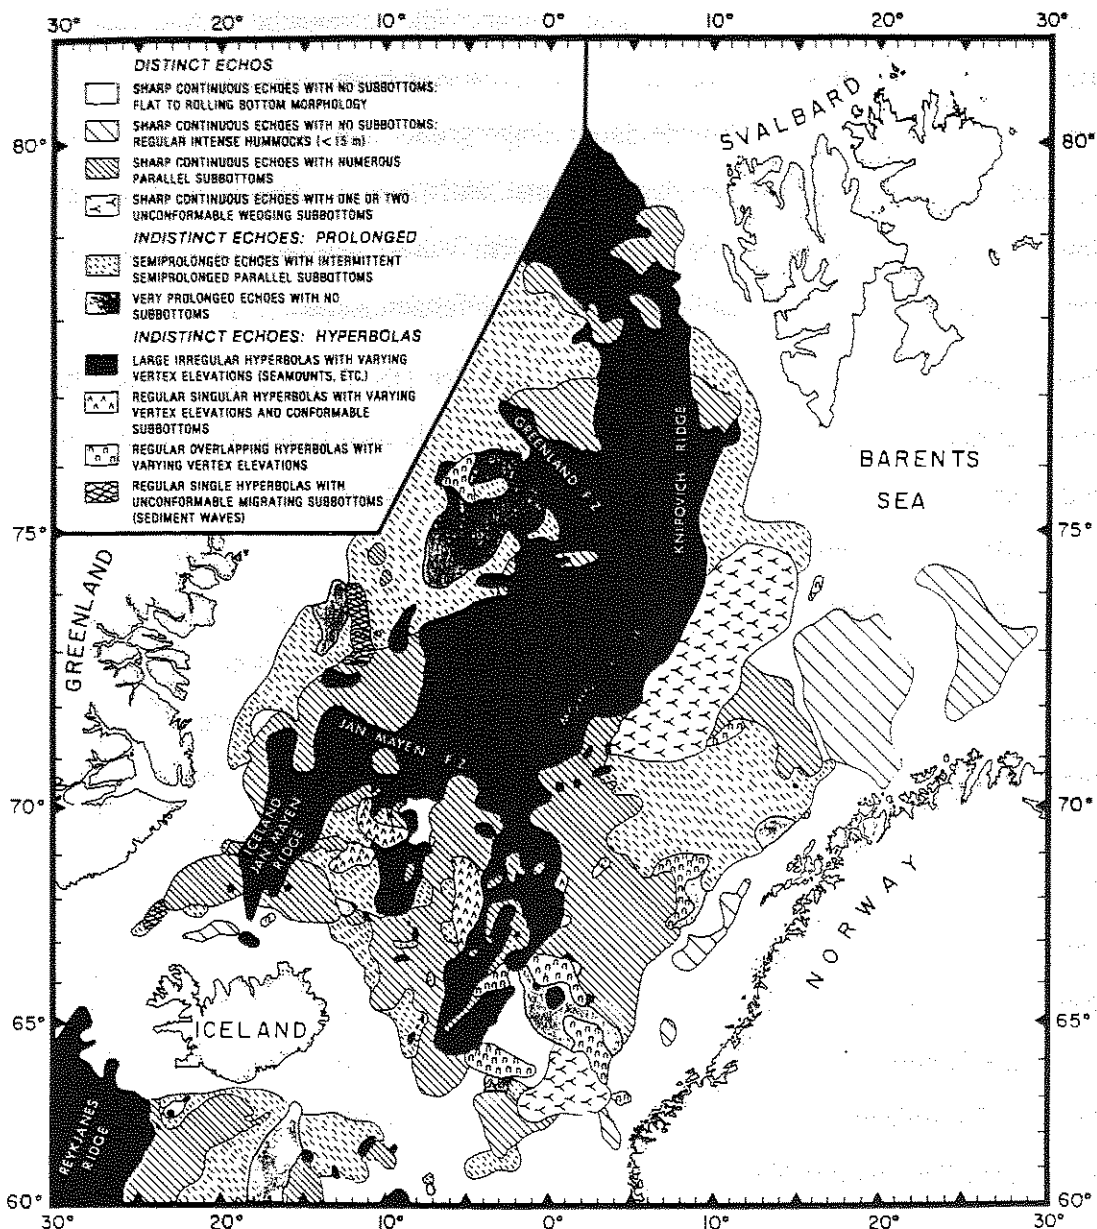 30° 20° 10° 0° 10° 20° 30°
DISTINCT ECHOS
SHARP CONTINUOUS ECHOES WITH NO SUBBOTTOMS:
FLAT TO ROLLING BOTTOM MORPHOLOGY
SHARP CONTINUOUS ECHOES WITH NO SUBBOTTOMS:
REGULAR INTENSE HUMMOCKS (<15 m)
SHARP CONTINUOUS ECHOES WITH NUMEROUS
PARALLEL SUBBOTTOMS
SHARP CONTINUOUS ECHOES WITH ONE OR TWO
UNCONFORMABLE WEDGING SUBBOTTOMS
INDISTINCT ECHOES: PROLONGED
SEMIPROLONGED ECHOES WITH INTERMITTENT
SEMIPROLONGED PARALLEL SUBBOTTOMS
VERY PROLONGED ECHOES WITH NO
SUBBOTTOMS
INDISTINCT ECHOES: HYPERBOLAS
LARGE IRREGULAR HYPERBOLAS WITH VARYING
VERTEX ELEVATIONS (SEAMOUNTS, ETC.)
REGULAR SINGULAR HYPERBOLAS WITH VARYING
VERTEX ELEVATIONS AND CONFORMABLE
SUBBOTTOMS
REGULAR OVERLAPPING HYPERBOLAS WITH
VARYING VERTEX ELEVATIONS
REGULAR SINGLE HYPERBOLAS WITH
UNCONFORMABLE MIGRATING SUBBOTTOMS
(SEDIMENT WAVES)
SVALBARD
80° 80°
GREENLAND F Z
KNIPOVICH RIDGE
BARENTS
SEA
75° 75°
GREENLAND
JAN MAYEN F.Z.
70° 70°
ICELAND
JAN MAYEN
RIDGE
NORWAY
65° 65°
ICELAND
REYKJANES
RIDGE
60° 60°
30° 20° 10° 0° 10° 20° 30°